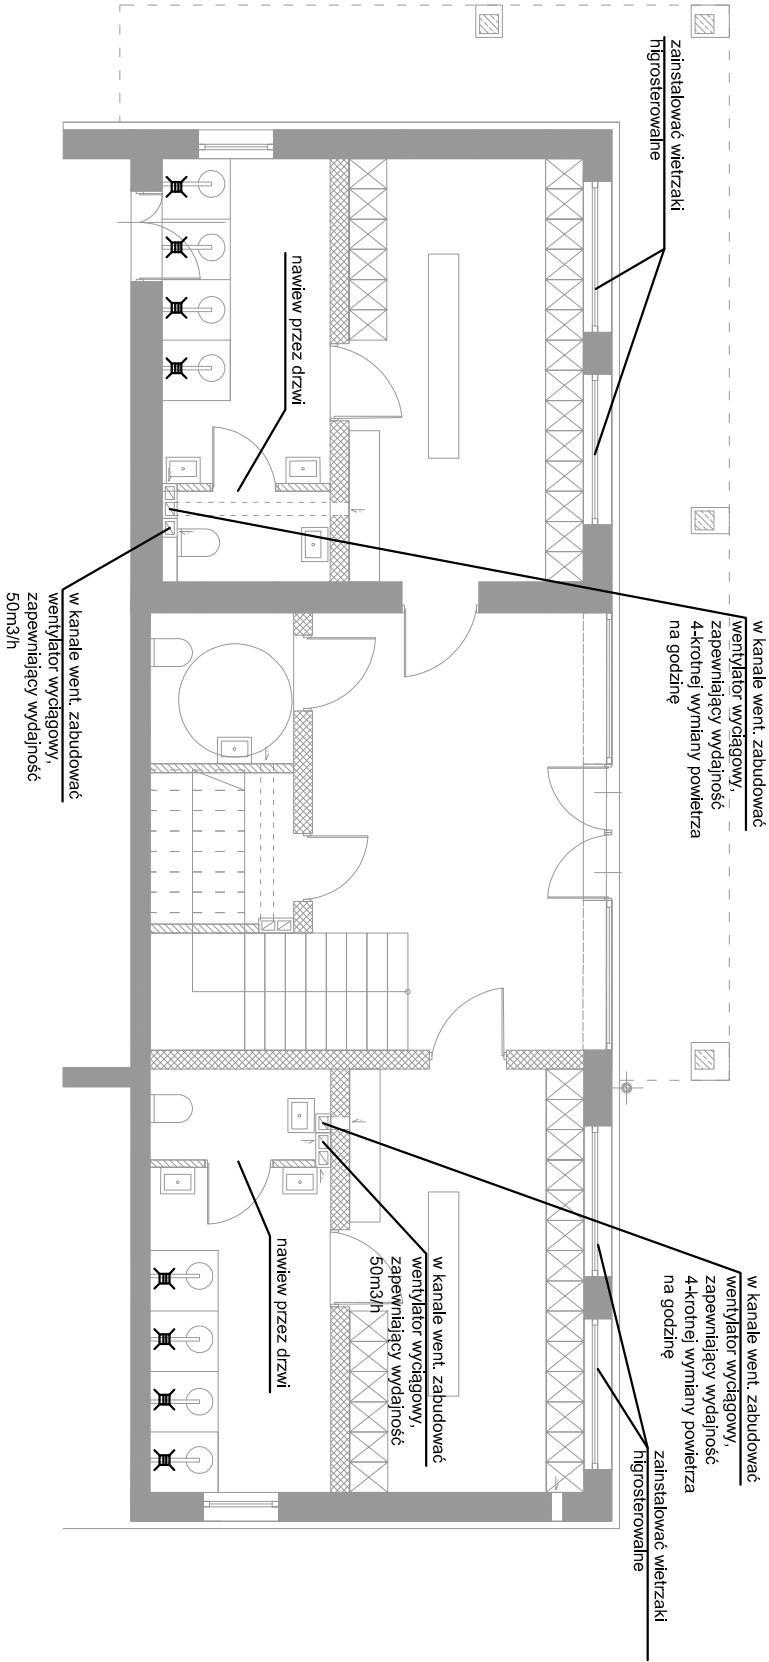 zainstalować wietrzaki
higrosterowalne
nawiew przez drzwi
w kanale went. zabudować
wentylator wyciągowy,
zapewniający wydajność
50m3/h
w kanale went. zabudować
wentylator wyciągowy,
zapewniający wydajność
4-krotnej wymiany powietrza
na godzinę
nawiew przez drzwi
w kanale went. zabudować
wentylator wyciągowy,
zapewniający wydajność
50m3/h
w kanale went. zabudować
wentylator wyciągowy,
zapewniający wydajność
4-krotnej wymiany powietrza
na godzinę
zainstalować wietrzaki
higrosterowalne